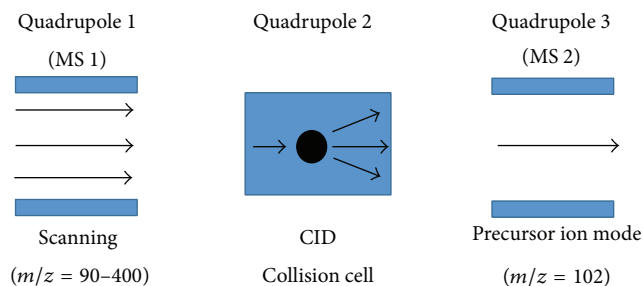 Quadrupole 1
(MS 1)
Quadrupole 2
Quadrupole 3
(MS 2)
Scanning
(m/z = 90–400)
CID
Collision cell
Precursor ion mode
(m/z = 102)